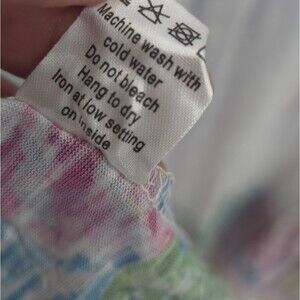 Machine wash with
cold water
Do not bleach
Hang to dry
Iron at low setting
on inside